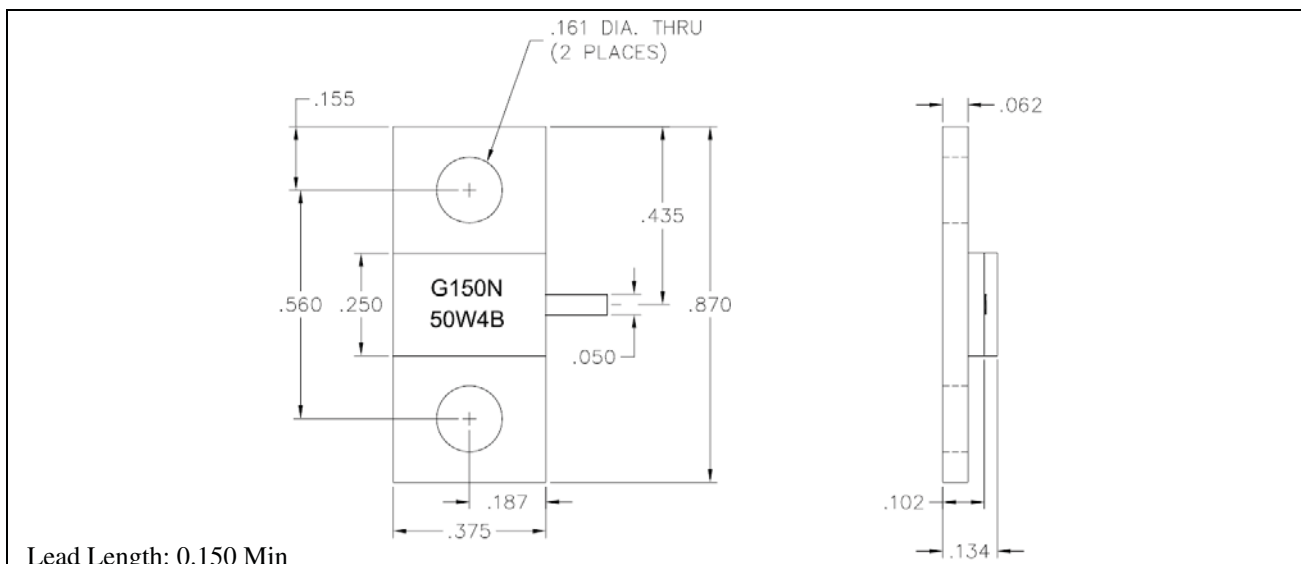 .161 DIA. THRU
(2 PLACES)
.155
.062
.435
G150N
50W4B
.560
.250
.870
.050
.187
.102
.375
.134
Lead Length: 0.150 Min